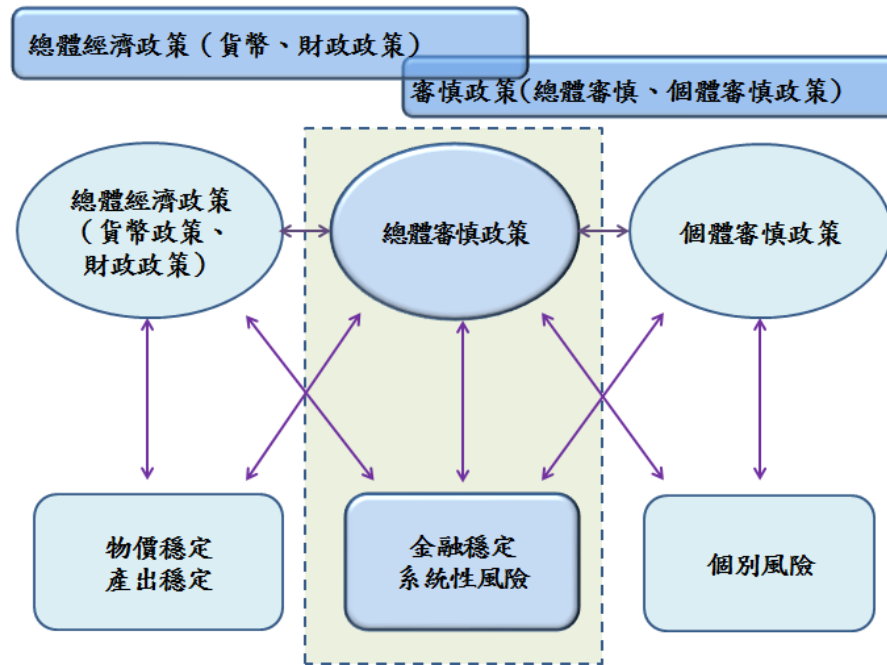 總體經濟政策（貨幣、財政政策）
審慎政策(總體審慎、個體審慎政策）
總體經濟政策
（貨幣政策、
財政政策）
總體審慎政策
個體審慎政策
物價穩定
產出穩定
金融穩定
系統性風險
個別風險